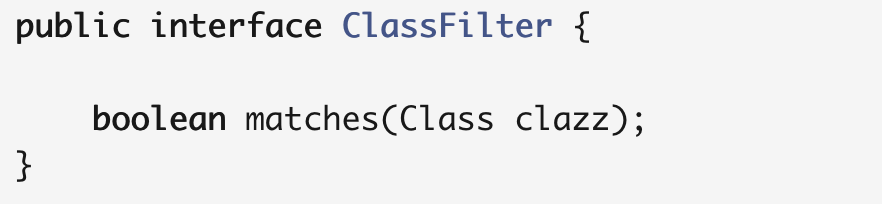 public interface ClassFilter {
    boolean matches(Class clazz);
}